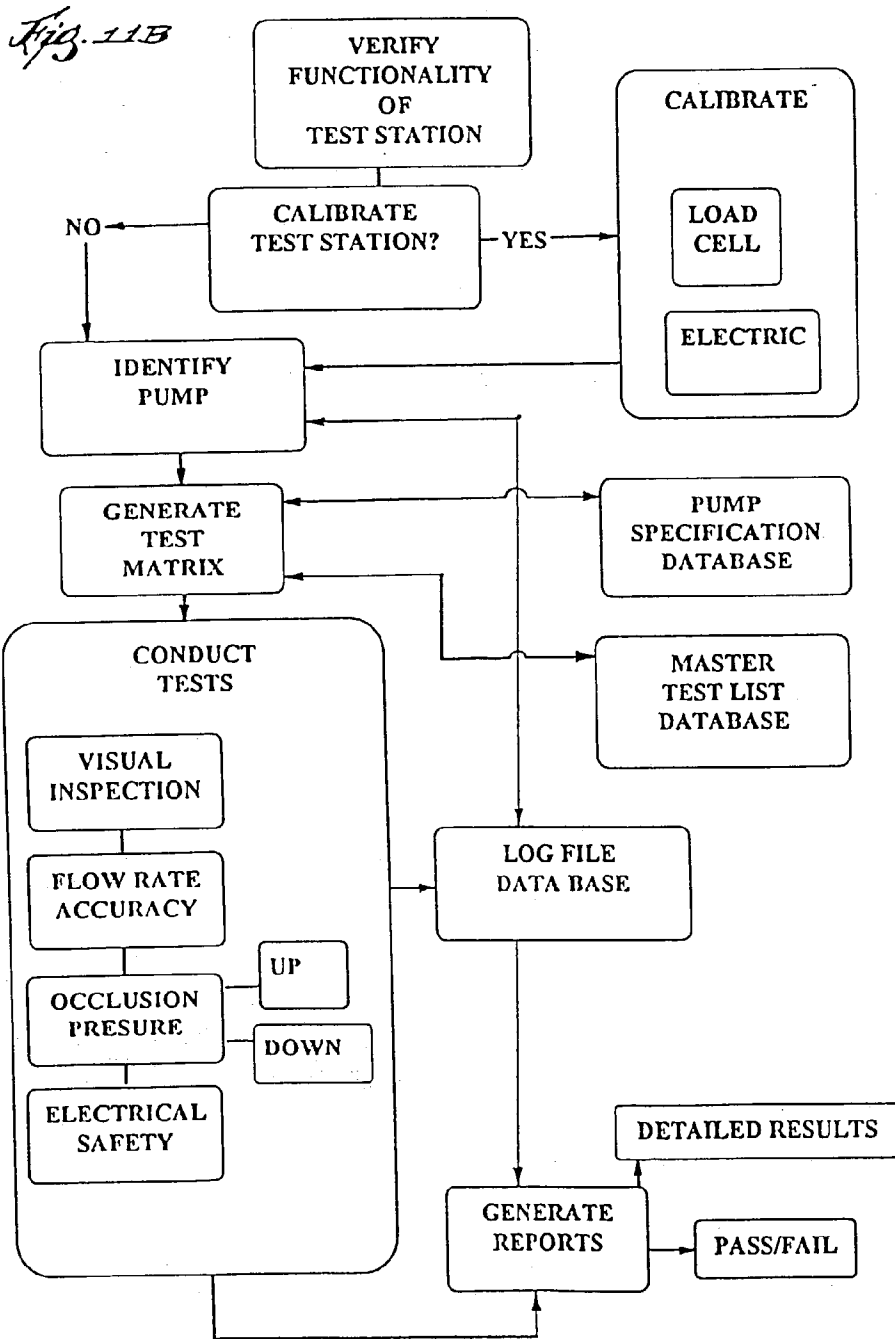 Fig. 11B
VERIFY
FUNCTIONALITY
OF
TEST STATION
CALIBRATE
LOAD
CELL
ELECTRIC
CALIBRATE
TEST STATION?
NO
YES
IDENTIFY
PUMP
GENERATE
TEST
MATRIX
PUMP
SPECIFICATION
DATABASE
MASTER
TEST LIST
DATABASE
CONDUCT
TESTS
VISUAL
INSPECTION
FLOW RATE
ACCURACY
OCCLUSION
PRESURE
UP
DOWN
ELECTRICAL
SAFETY
LOG FILE
DATA BASE
GENERATE
REPORTS
DETAILED RESULTS
PASS/FAIL